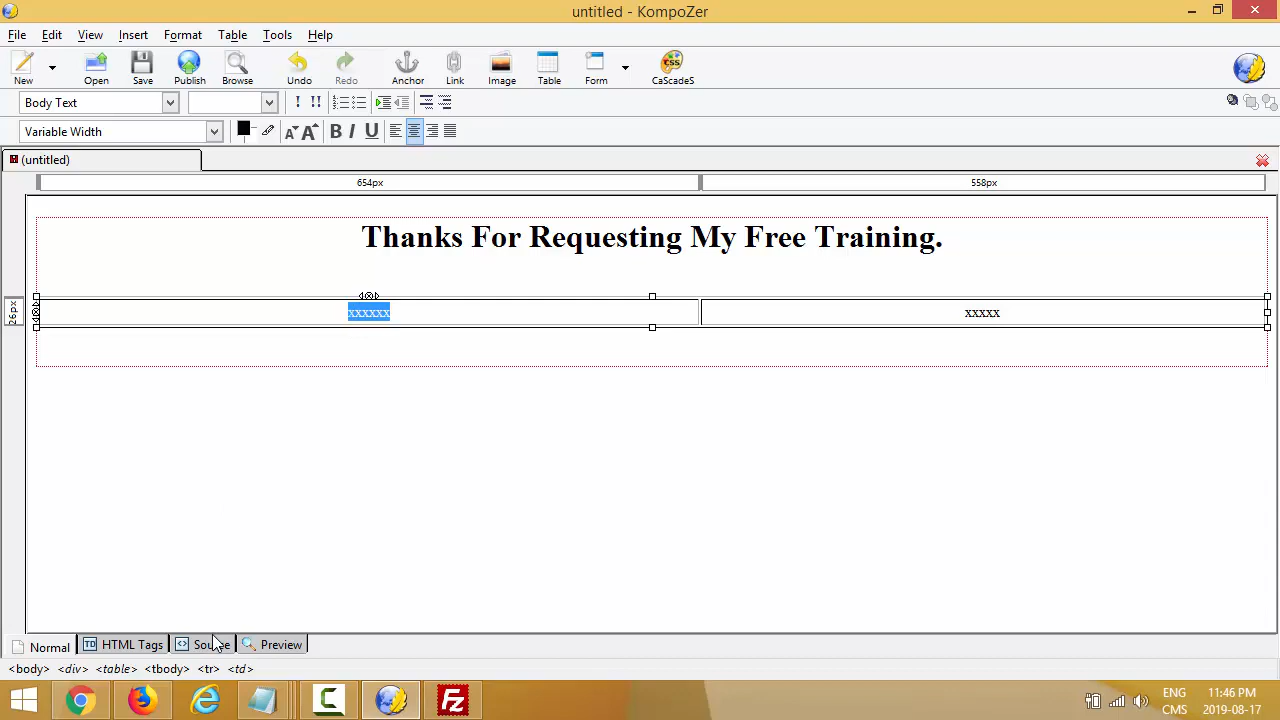 untitled - KompoZer
File Edit View Insert Format Table Tools Help
New Open Save Publish Browse Undo Redo Anchor Link Image Table Form CaScadeS
Body Text ! !!
Variable Width A A B I U
(untitled)
654px 558px
Thanks For Requesting My Free Training.
26px
xxxxxx xxxxx
Normal TD HTML Tags <> Source Preview
<body> <div> <table> <tbody> <tr> <td>
ENG 11:46 PM
CMS 2019-08-17